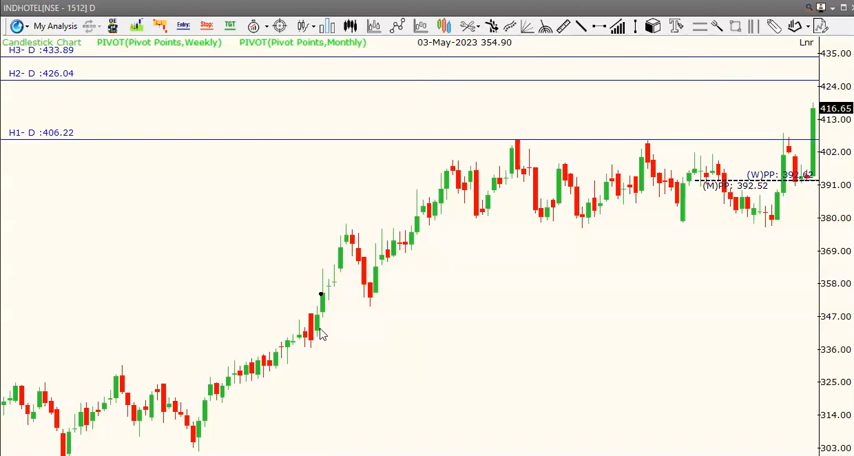 INDHOTEL[NSE - 1512] D
My Analysis
Entry:
Stop:
TGT
Candlestick Chart PIVOT(Pivot Points,Weekly) PIVOT(Pivot Points,Monthly) 03-May-2023 354.90 Lnr
H3- D :433.89
435.00
H2- D :426.04
424.00
416.65
413.00
H1- D :406.22
402.00
(W)PP: 392.62
(M)PP: 392.52
391.00
380.00
369.00
358.00
347.00
336.00
325.00
314.00
303.00